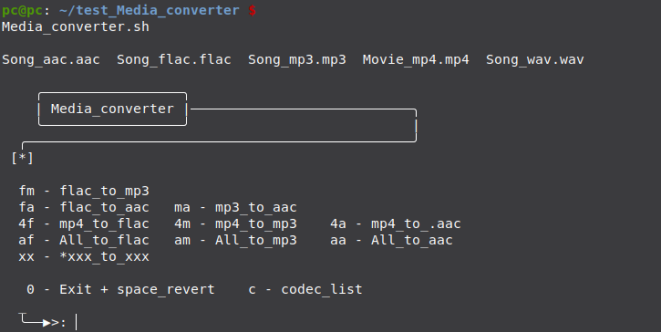 pc@pc: ~/test_Media_converter $
Media_converter.sh
Song_aac.aac  Song_flac.flac  Song_mp3.mp3  Movie_mp4.mp4  Song_wav.wav
Media_converter
[*]
fm - flac_to_mp3
fa - flac_to_aac   ma - mp3_to_aac
4f - mp4_to_flac   4m - mp4_to_mp3    4a - mp4_to_.aac
af - All_to_flac   am - All_to_mp3    aa - All_to_aac
xx - *xxx_to_xxx
0 - Exit + space_revert    c - codec_list
>: